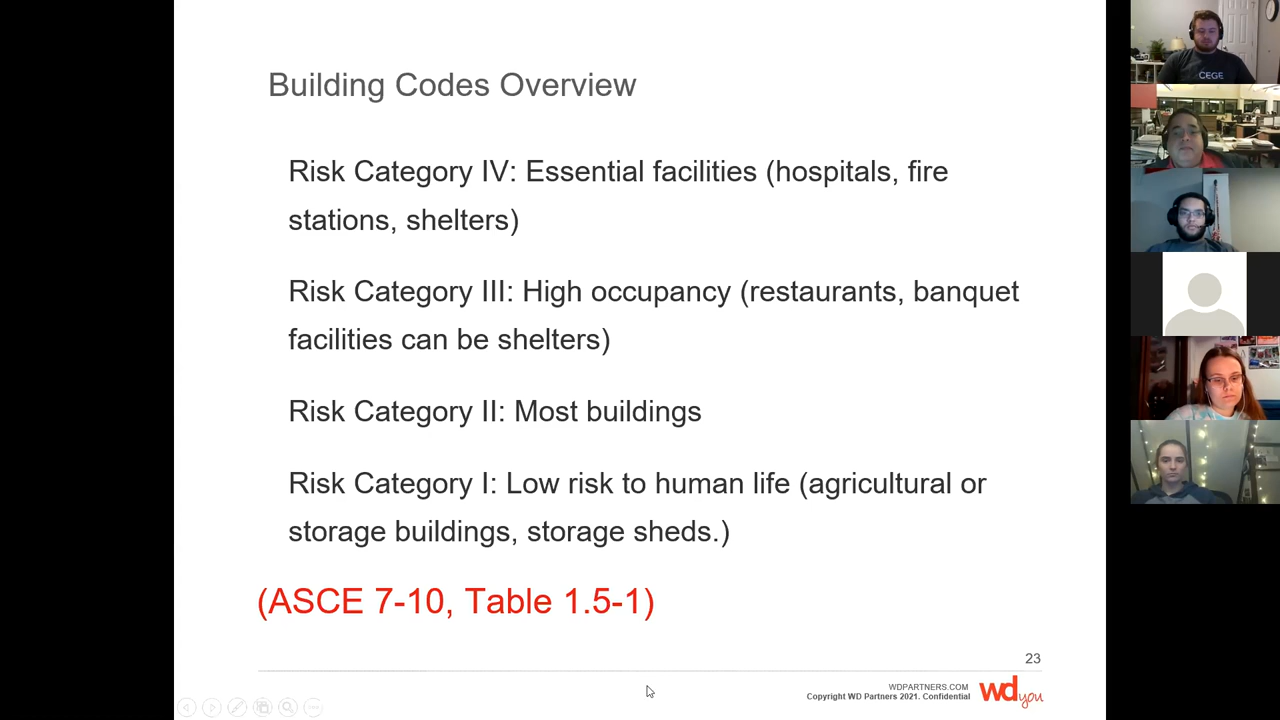 Building Codes Overview
Risk Category IV: Essential facilities (hospitals, fire
stations, shelters)
Risk Category III: High occupancy (restaurants, banquet
facilities can be shelters)
Risk Category II: Most buildings
Risk Category I: Low risk to human life (agricultural or
storage buildings, storage sheds.)
(ASCE 7-10, Table 1.5-1)
23
WDPARTNERS.COM
Copyright WD Partners 2021. Confidential
wd you
CEGE